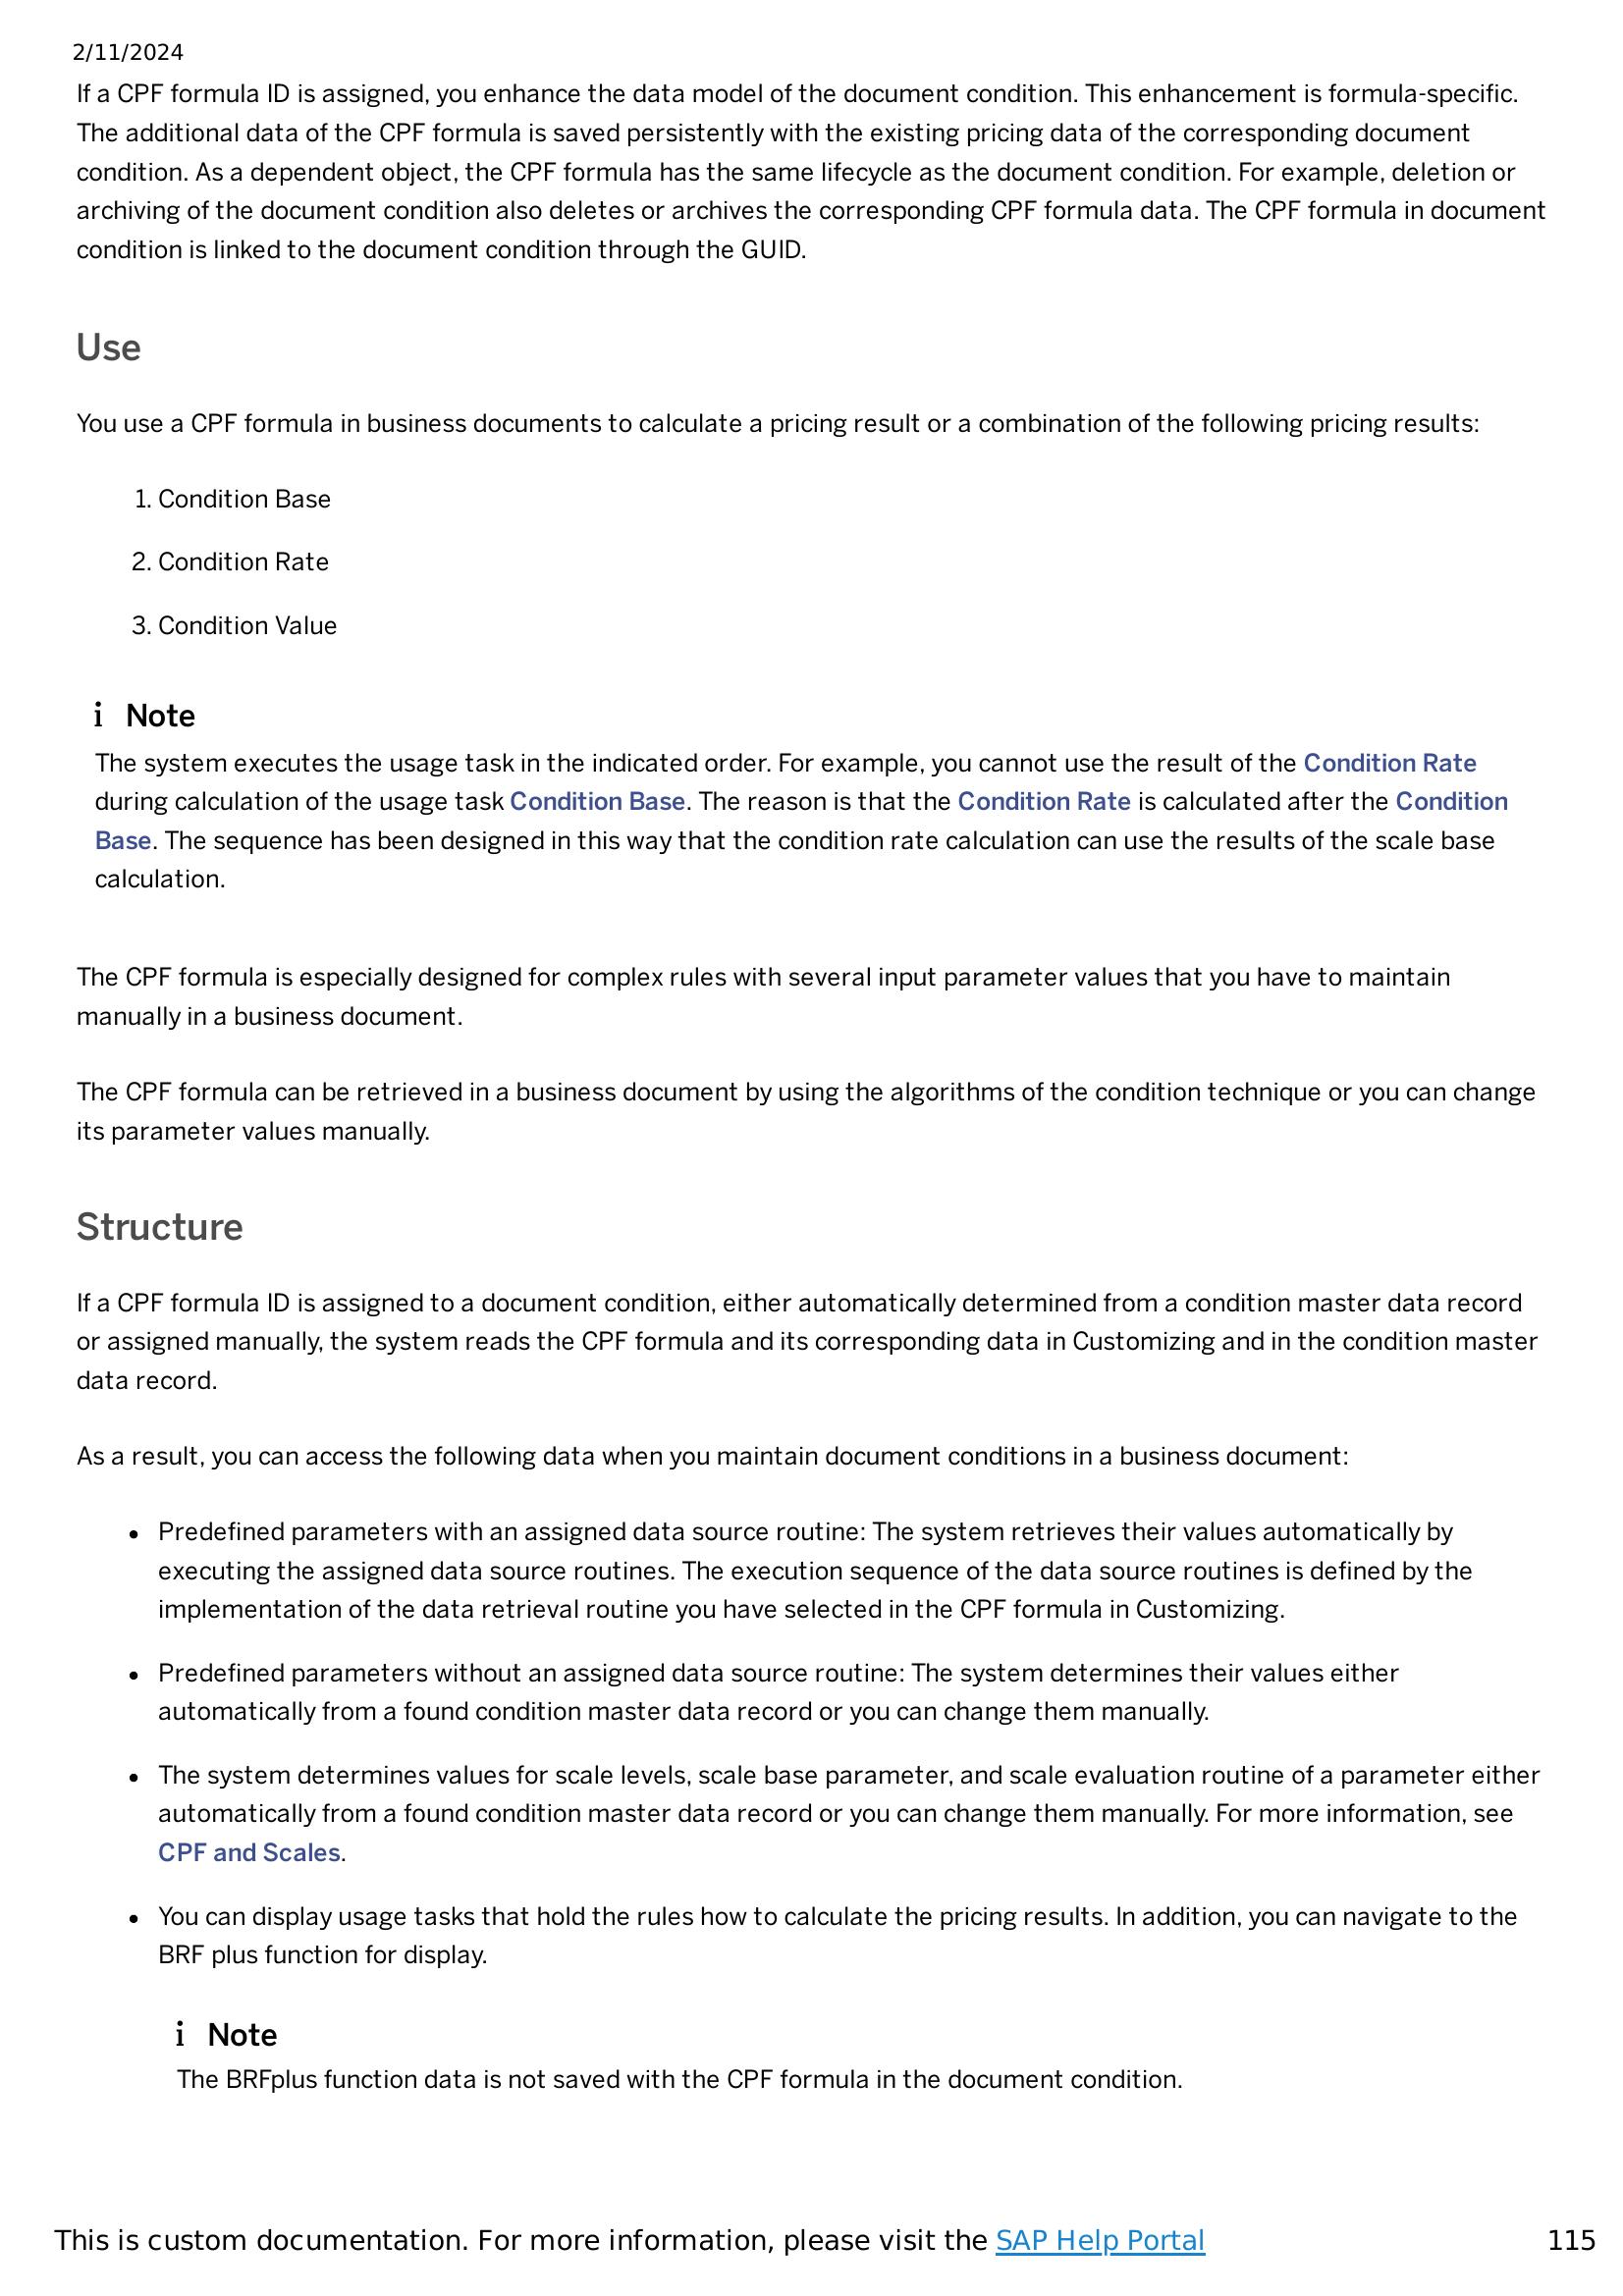 2/11/2024
If a CPF formula ID is assigned, you enhance the data model of the document condition. This enhancement is formula-specific.
The additional data of the CPF formula is saved persistently with the existing pricing data of the corresponding document
condition. As a dependent object, the CPF formula has the same lifecycle as the document condition. For example, deletion or
archiving of the document condition also deletes or archives the corresponding CPF formula data. The CPF formula in document
condition is linked to the document condition through the GUID.
Use
You use a CPF formula in business documents to calculate a pricing result or a combination of the following pricing results:
1. Condition Base
2. Condition Rate
3. Condition Value
i Note
The system executes the usage task in the indicated order. For example, you cannot use the result of the Condition Rate
during calculation of the usage task Condition Base. The reason is that the Condition Rate is calculated after the Condition
Base. The sequence has been designed in this way that the condition rate calculation can use the results of the scale base
calculation.
The CPF formula is especially designed for complex rules with several input parameter values that you have to maintain
manually in a business document.
The CPF formula can be retrieved in a business document by using the algorithms of the condition technique or you can change
its parameter values manually.
Structure
If a CPF formula ID is assigned to a document condition, either automatically determined from a condition master data record
or assigned manually, the system reads the CPF formula and its corresponding data in Customizing and in the condition master
data record.
As a result, you can access the following data when you maintain document conditions in a business document:
• Predefined parameters with an assigned data source routine: The system retrieves their values automatically by
executing the assigned data source routines. The execution sequence of the data source routines is defined by the
implementation of the data retrieval routine you have selected in the CPF formula in Customizing.
• Predefined parameters without an assigned data source routine: The system determines their values either
automatically from a found condition master data record or you can change them manually.
• The system determines values for scale levels, scale base parameter, and scale evaluation routine of a parameter either
automatically from a found condition master data record or you can change them manually. For more information, see
CPF and Scales.
• You can display usage tasks that hold the rules how to calculate the pricing results. In addition, you can navigate to the
BRF plus function for display.
i Note
The BRFplus function data is not saved with the CPF formula in the document condition.
This is custom documentation. For more information, please visit the SAP Help Portal 115